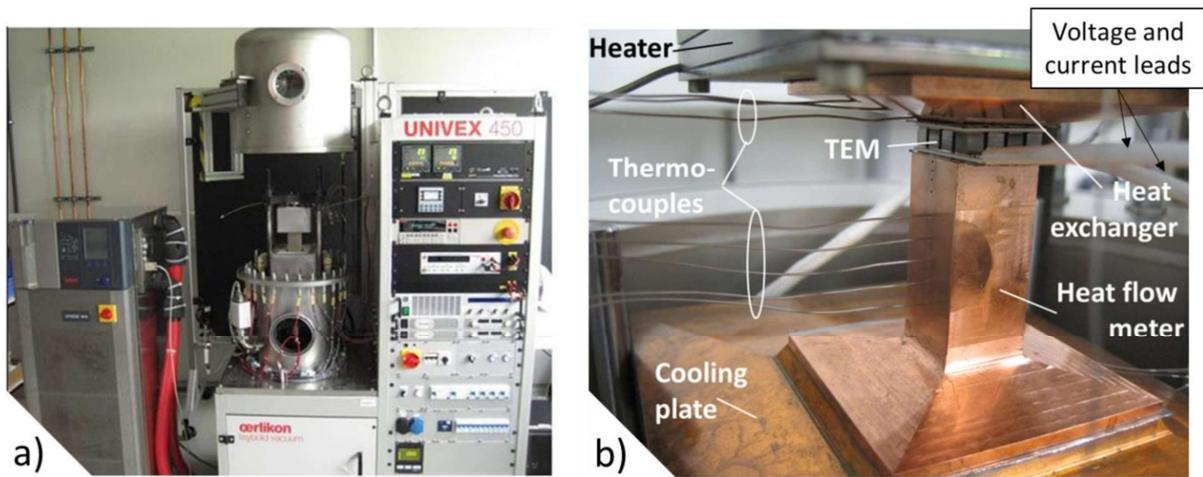 UNIVEX 450
œrlikon
leybold vacuum
a)
Heater
Voltage and
current leads
TEM
Thermo-
couples
Heat
exchanger
Heat flow
meter
Cooling
plate
b)